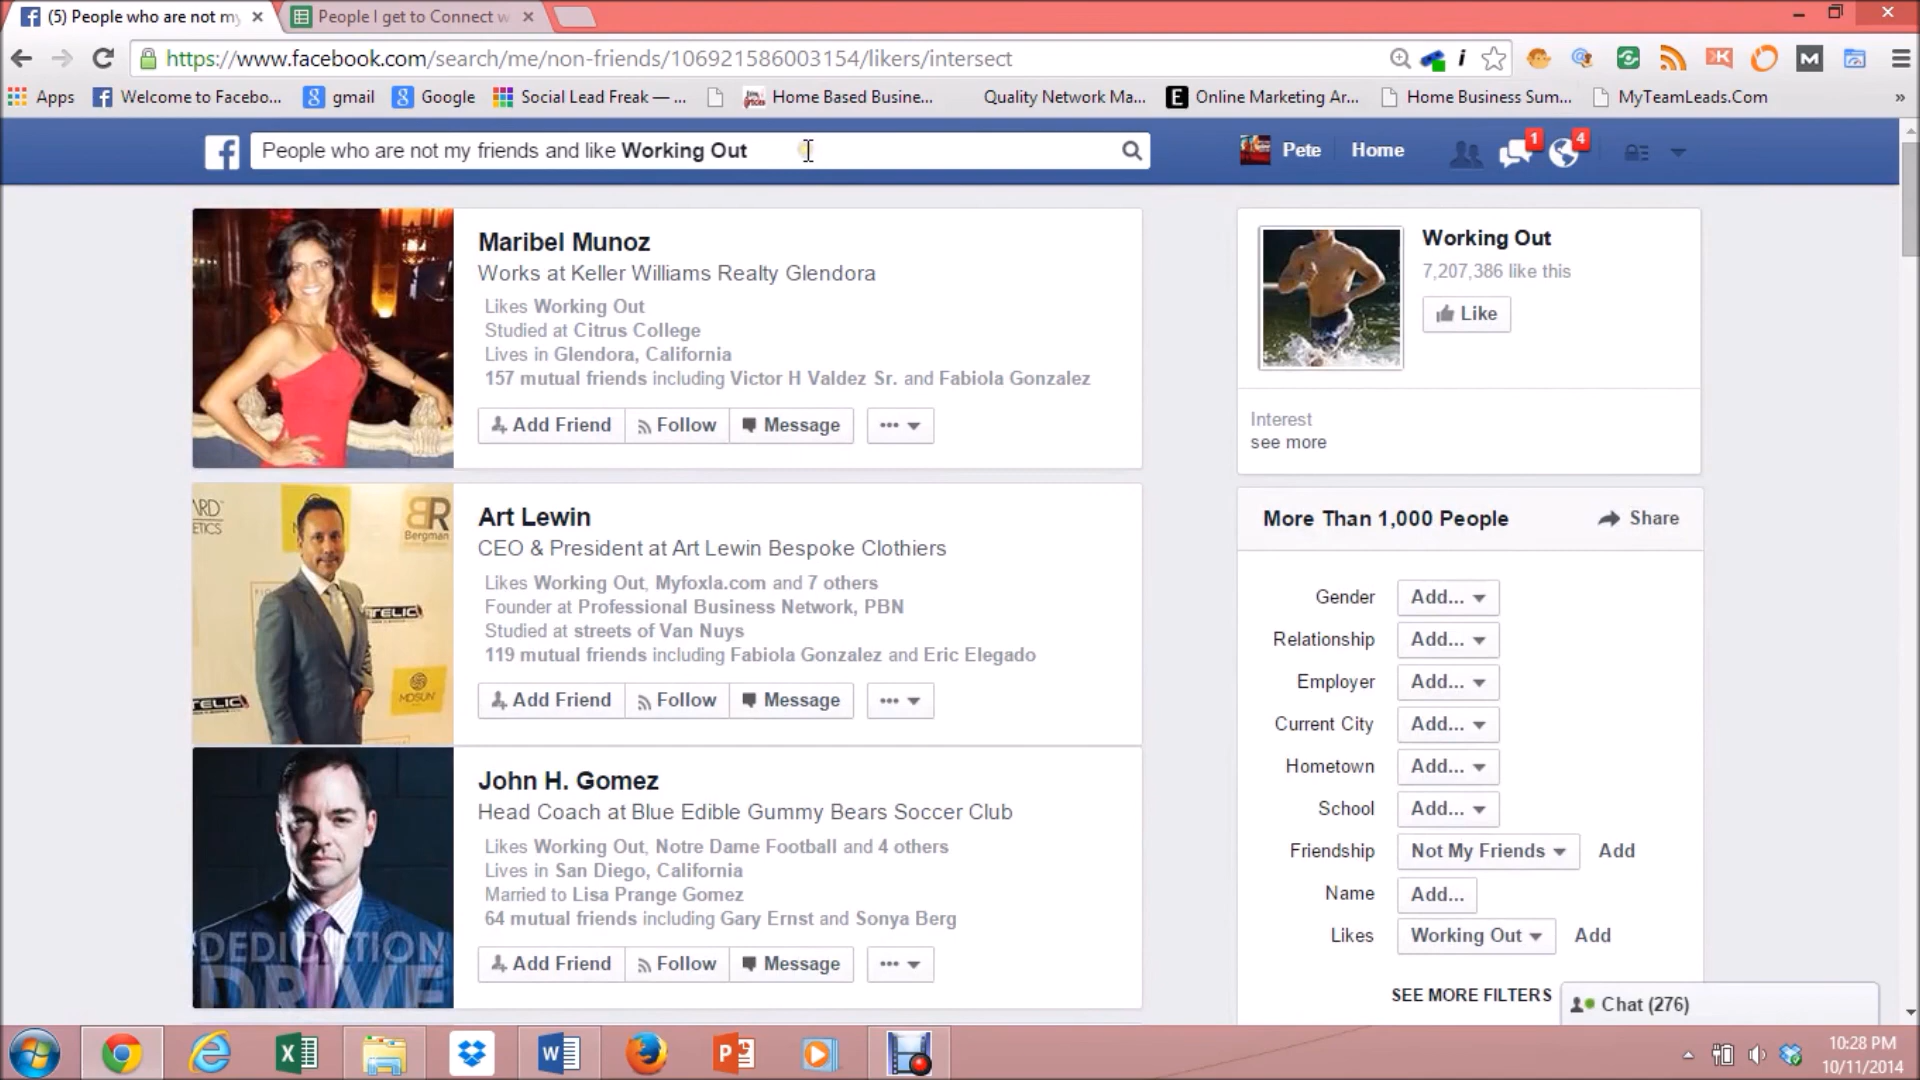 (5) People who are not my
People I get to Connect w
https://www.facebook.com/search/me/non-friends/106921586003154/likers/intersect
Apps
Welcome to Facebo...
gmail
Google
Social Lead Freak — ...
Home Based Busine...
Quality Network Ma...
Online Marketing Ar...
Home Business Sum...
MyTeamLeads.Com
»
People who are not my friends and like Working Out
Pete
Home
1
4
Maribel Munoz
Works at Keller Williams Realty Glendora
Likes Working Out
Studied at Citrus College
Lives in Glendora, California
157 mutual friends including Victor H Valdez Sr. and Fabiola Gonzalez
Add Friend
Follow
Message
Art Lewin
CEO & President at Art Lewin Bespoke Clothiers
Likes Working Out, Myfoxla.com and 7 others
Founder at Professional Business Network, PBN
Studied at streets of Van Nuys
119 mutual friends including Fabiola Gonzalez and Eric Elegado
Add Friend
Follow
Message
BR
Bergman
MDSUN
John H. Gomez
Head Coach at Blue Edible Gummy Bears Soccer Club
Likes Working Out, Notre Dame Football and 4 others
Lives in San Diego, California
Married to Lisa Prange Gomez
64 mutual friends including Gary Ernst and Sonya Berg
Add Friend
Follow
Message
DEDICATION
DRIVE
Working Out
7,207,386 like this
Like
Interest
see more
More Than 1,000 People
Share
Gender Add...
Relationship Add...
Employer Add...
Current City Add...
Hometown Add...
School Add...
Friendship Not My Friends Add
Name Add...
Likes Working Out Add
SEE MORE FILTERS
Chat (276)
10:28 PM
10/11/2014